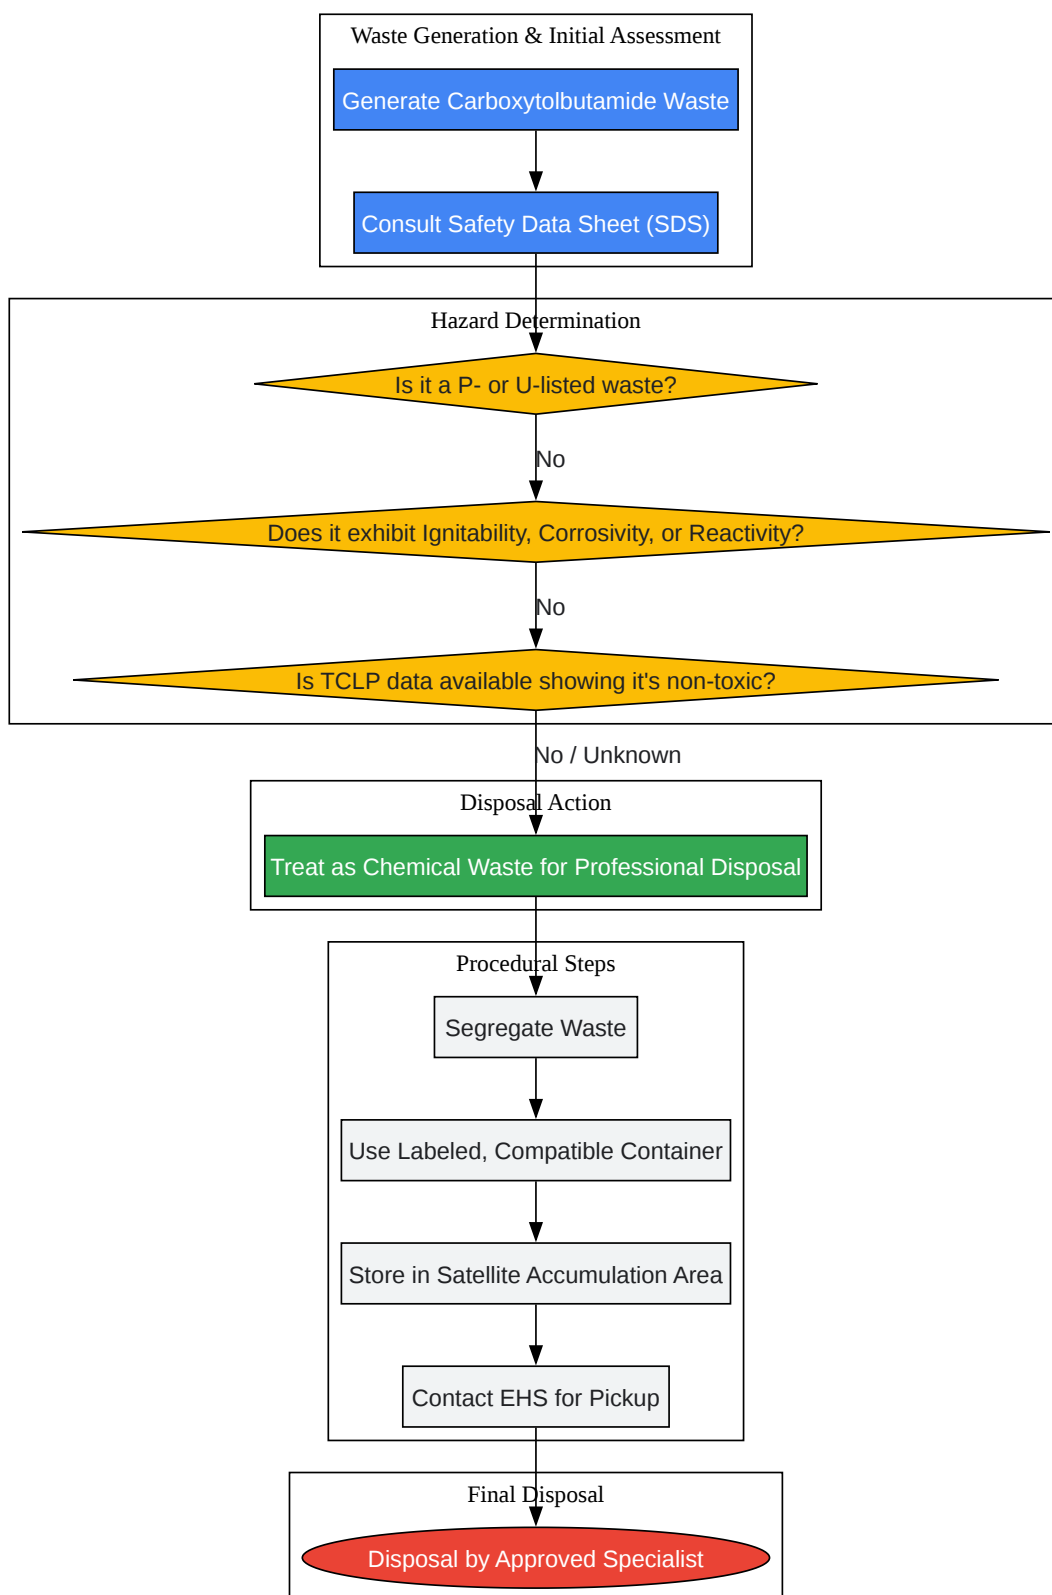 Waste Generation & Initial Assessment
Generate Carboxytolbutamide Waste
Consult Safety Data Sheet (SDS)
Hazard Determination
Is it a P- or U-listed waste?
No
Does it exhibit Ignitability, Corrosivity, or Reactivity?
No
Is TCLP data available showing it's non-toxic?
No / Unknown
Disposal Action
Treat as Chemical Waste for Professional Disposal
Procedural Steps
Segregate Waste
Use Labeled, Compatible Container
Store in Satellite Accumulation Area
Contact EHS for Pickup
Final Disposal
Disposal by Approved Specialist